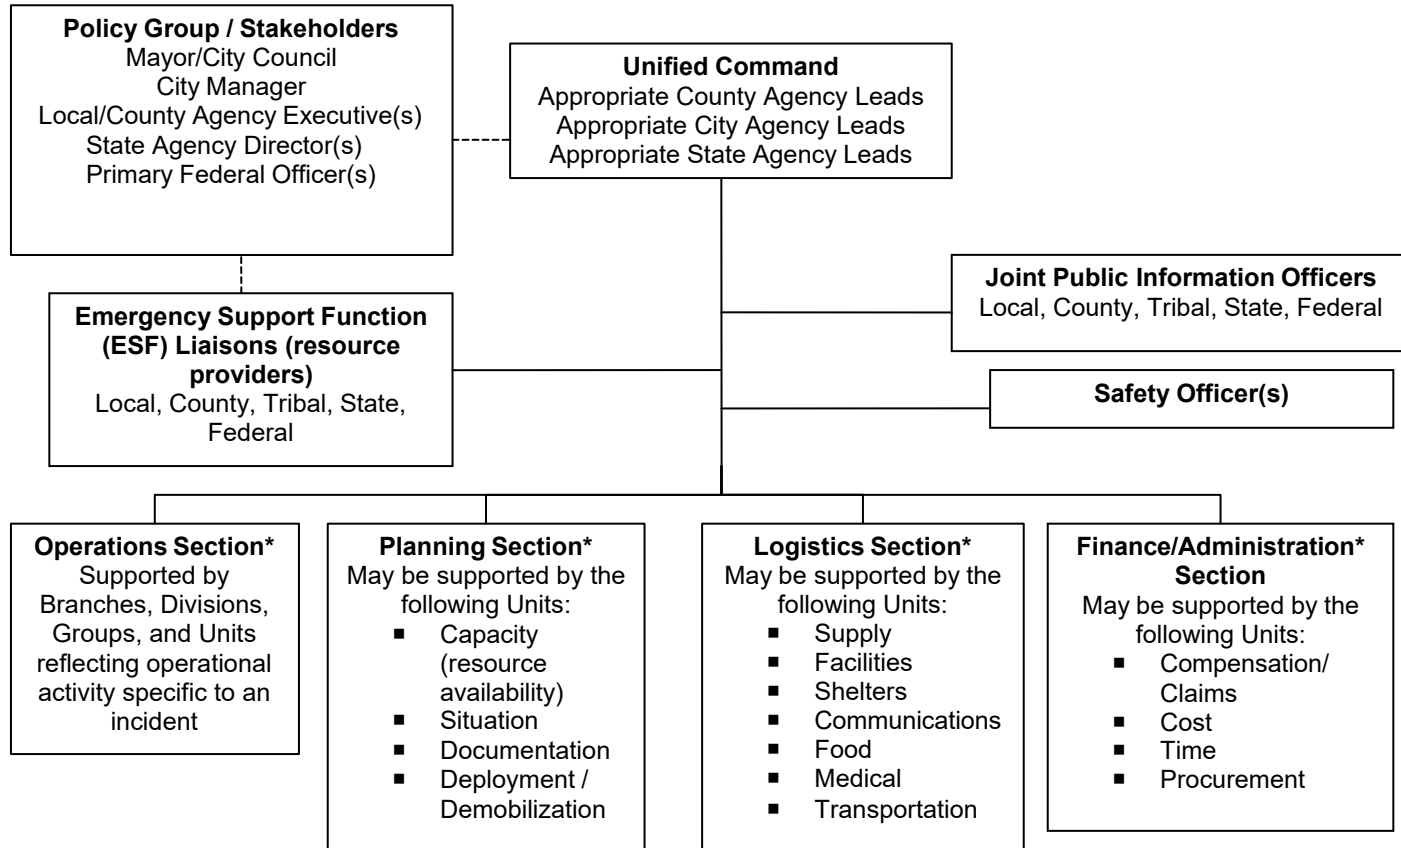 Policy Group / Stakeholders
Mayor/City Council
City Manager
Local/County Agency Executive(s)
State Agency Director(s)
Primary Federal Officer(s)
Unified Command
Appropriate County Agency Leads
Appropriate City Agency Leads
Appropriate State Agency Leads
Joint Public Information Officers
Local, County, Tribal, State, Federal
Emergency Support Function
(ESF) Liaisons (resource
providers)
Local, County, Tribal, State,
Federal
Safety Officer(s)
Operations Section*
Supported by
Branches, Divisions,
Groups, and Units
reflecting operational
activity specific to an
incident
Planning Section*
May be supported by the
following Units:
▪ Capacity
(resource
availability)
▪ Situation
▪ Documentation
▪ Deployment /
Demobilization
Logistics Section*
May be supported by the
following Units:
▪ Supply
▪ Facilities
▪ Shelters
▪ Communications
▪ Food
▪ Medical
▪ Transportation
Finance/Administration*
Section
May be supported by the
following Units:
▪ Compensation/
Claims
▪ Cost
▪ Time
▪ Procurement